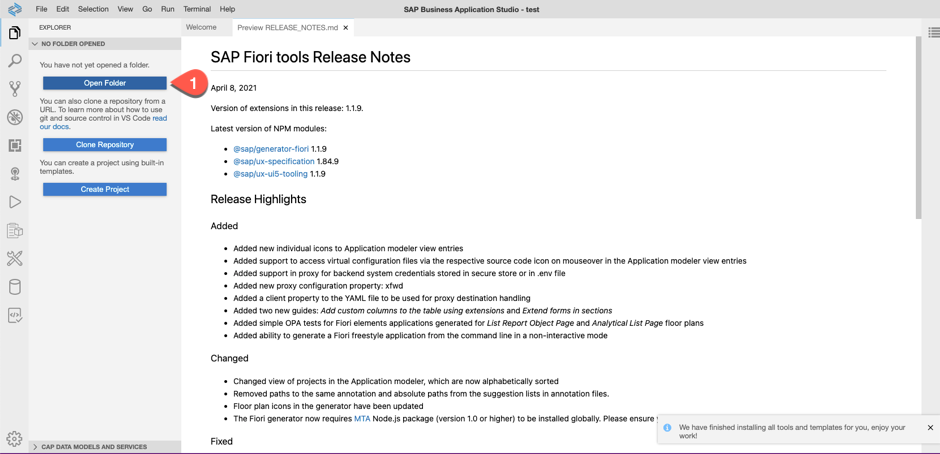 File Edit Selection View Go Run Terminal Help
SAP Business Application Studio - test
EXPLORER
Welcome
Preview RELEASE_NOTES.md ×
NO FOLDER OPENED
You have not yet opened a folder.
Open Folder
1
You can also clone a repository from a
URL. To learn more about how to use
git and source control in VS Code read
our docs.
Clone Repository
You can create a project using built-in
templates.
Create Project
CAP DATA MODELS AND SERVICES
SAP Fiori tools Release Notes
April 8, 2021
Version of extensions in this release: 1.1.9.
Latest version of NPM modules:
• @sap/generator-fiori 1.1.9
• @sap/ux-specification 1.84.9
• @sap/ux-ui5-tooling 1.1.9
Release Highlights
Added
• Added new individual icons to Application modeler view entries
• Added support to access virtual configuration files via the respective source code icon on mouseover in the Application modeler view entries
• Added support in proxy for backend system credentials stored in secure store or in .env file
• Added new proxy configuration property: xfwd
• Added a client property to the YAML file to be used for proxy destination handling
• Added two new guides: Add custom columns to the table using extensions and Extend forms in sections
• Added simple OPA tests for Fiori elements applications generated for List Report Object Page and Analytical List Page floor plans
• Added ability to generate a Fiori freestyle application from the command line in a non-interactive mode
Changed
• Changed view of projects in the Application modeler, which are now alphabetically sorted
• Removed paths to the same annotation and absolute paths from the suggestion lists in annotation files.
• Floor plan icons in the generator have been updated
• The Fiori generator now requires MTA Node.js package (version 1.0 or higher) to be installed globally. Please ensure
Fixed
We have finished installing all tools and templates for you, enjoy your
work!